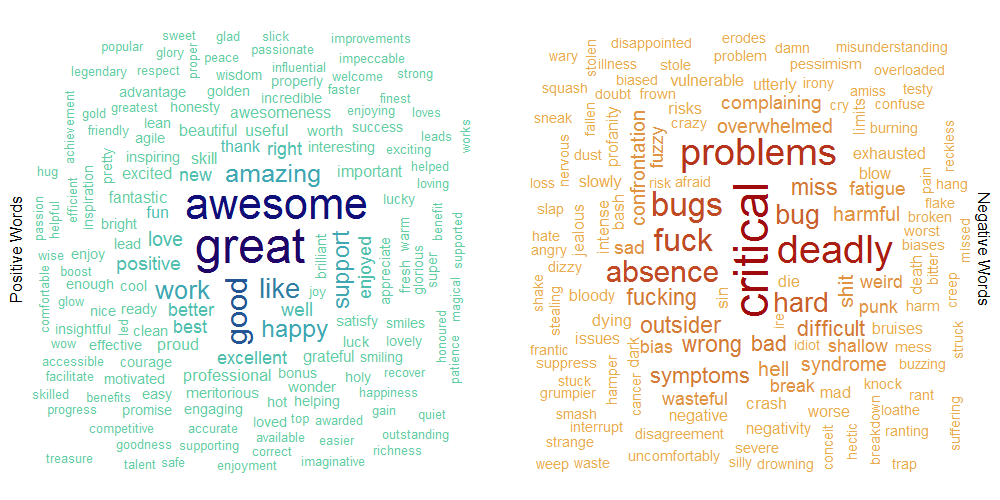 Positive Words
sweet glad slick improvements
popular glory proper peace passionate impeccable
legendary respect wisdom influential welcome strong
advantage golden properly faster
achievement gold greatest honesty incredible finest
awesomeness enjoying loves
friendly lean beautiful useful worth success leads works
agile thank right interesting exciting
hug pretty inspiring skill amazing important helped
efficient inspiration excited new loving
passion helpful fantastic awesome lucky
fun bright great benefit
wise enjoy lead love support brilliant enjoyed appreciate fresh warm glorious super magical supported
boost positive
comfortable enough cool work good like joy
glow nice ready better well
insightful led clean best happy satisfy smiles honoured
wow effective proud luck lovely patience
accessible courage excellent grateful smiling
facilitate motivated professional bonus holy recover
skilled benefits easy meritorious wonder happiness
progress promise engaging hot helping gain quiet
competitive accurate loved top awarded
goodness supporting available easier outstanding
correct richness
treasure talent safe enjoyment imaginative
Negative Words
disappointed erodes damn misunderstanding
wary stolen illness stole problem pessimism overloaded
squash biased vulnerable utterly irony amiss testy
doubt frown risks complaining cry limits confuse
sneak fallen profanity crazy overwhelmed burning
nervous dust confrontation fuzzy problems exhausted reckless
loss slowly risk afraid miss fatigue blow pain hang
slap jealous intense bash bugs critical bug harmful flake
hate sad fuck deadly broken worst missed
angry biases
dizzy absence die weird death bitter creep
shake stealing bloody fucking sin hard shit punk harm
dying outsider ire difficult bruises struck
issues bias wrong bad idiot shallow mess
frantic dark
suppress symptoms hell syndrome buzzing
stuck hamper cancer break knock
grumpier wasteful mad rant
smash negative crash worse loathe suffering
interrupt disagreement negativity conceit hectic breakdown ranting
strange severe
weep waste uncomfortably silly drowning trap